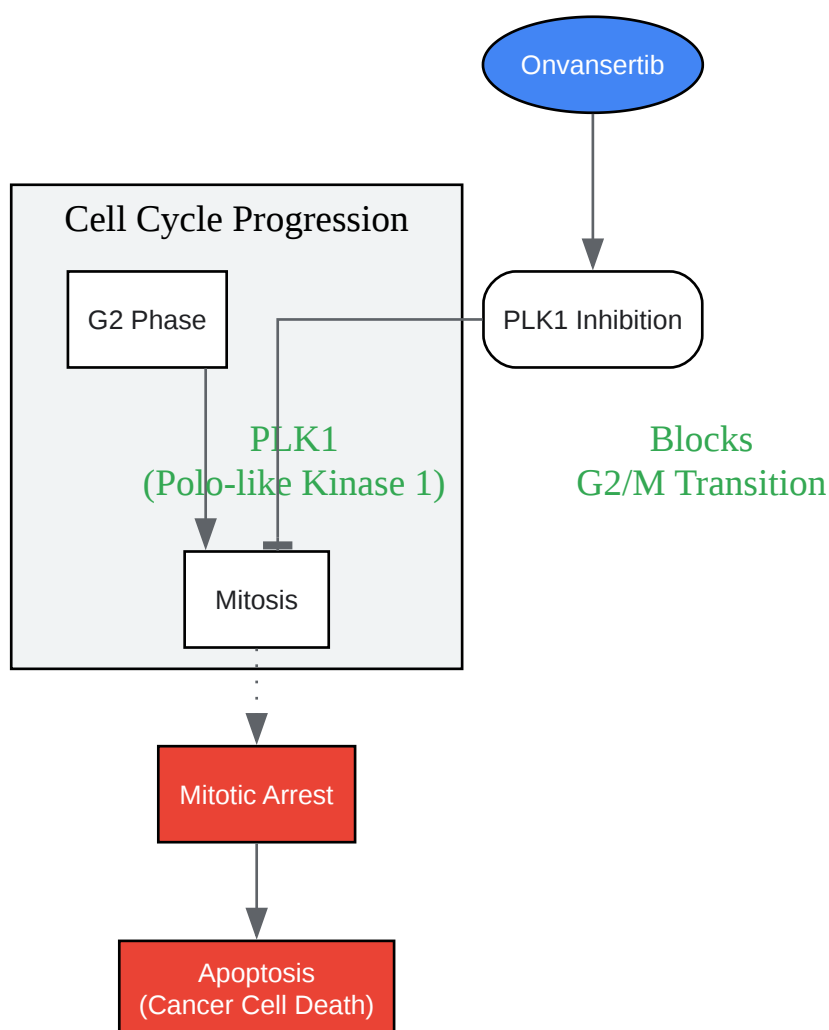 Onvansertib
Cell Cycle Progression
G2 Phase
PLK1 Inhibition
PLK1
(Polo-like Kinase 1)
Blocks
G2/M Transition
Mitosis
Mitotic Arrest
Apoptosis
(Cancer Cell Death)